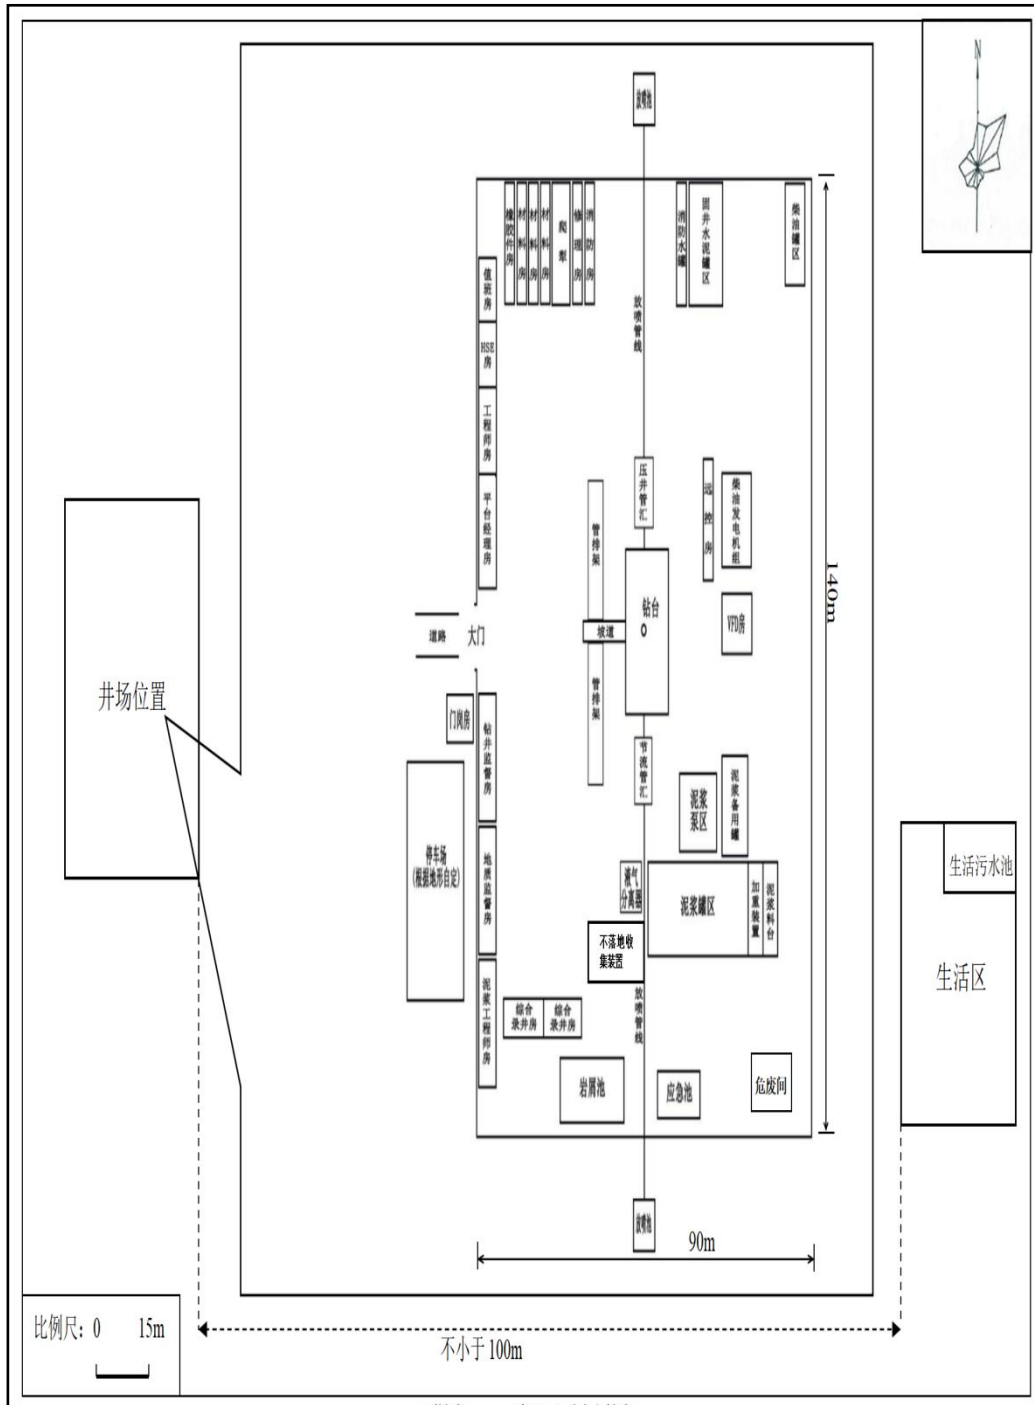 N
放喷池
橡胶件房
材料房
材料房
材料房
爬犁
修理房
消防房
消防水罐
固井水泥罐区
柴油罐区
值班房
HSE房
工程师房
平台经理房
放喷管线
压井管汇
管排架
远控房
柴油发电机组
140m
钻台
坡道
VFD房
道路
大门
井场位置
门岗房
钻井监督房
管排架
节流管汇
泥浆
泵区
泥浆备用罐
停车场
(根据地形自定)
地质监督房
液气
分离器
泥浆罐区
加重装置
泥浆料台
生活污水池
生活区
不落地收
集装置
泥浆工程师房
综合
录井房
综合
录井房
放喷管线
岩屑池
应急池
危废间
放喷池
90m
比例尺: 0 15m
不小于 100m